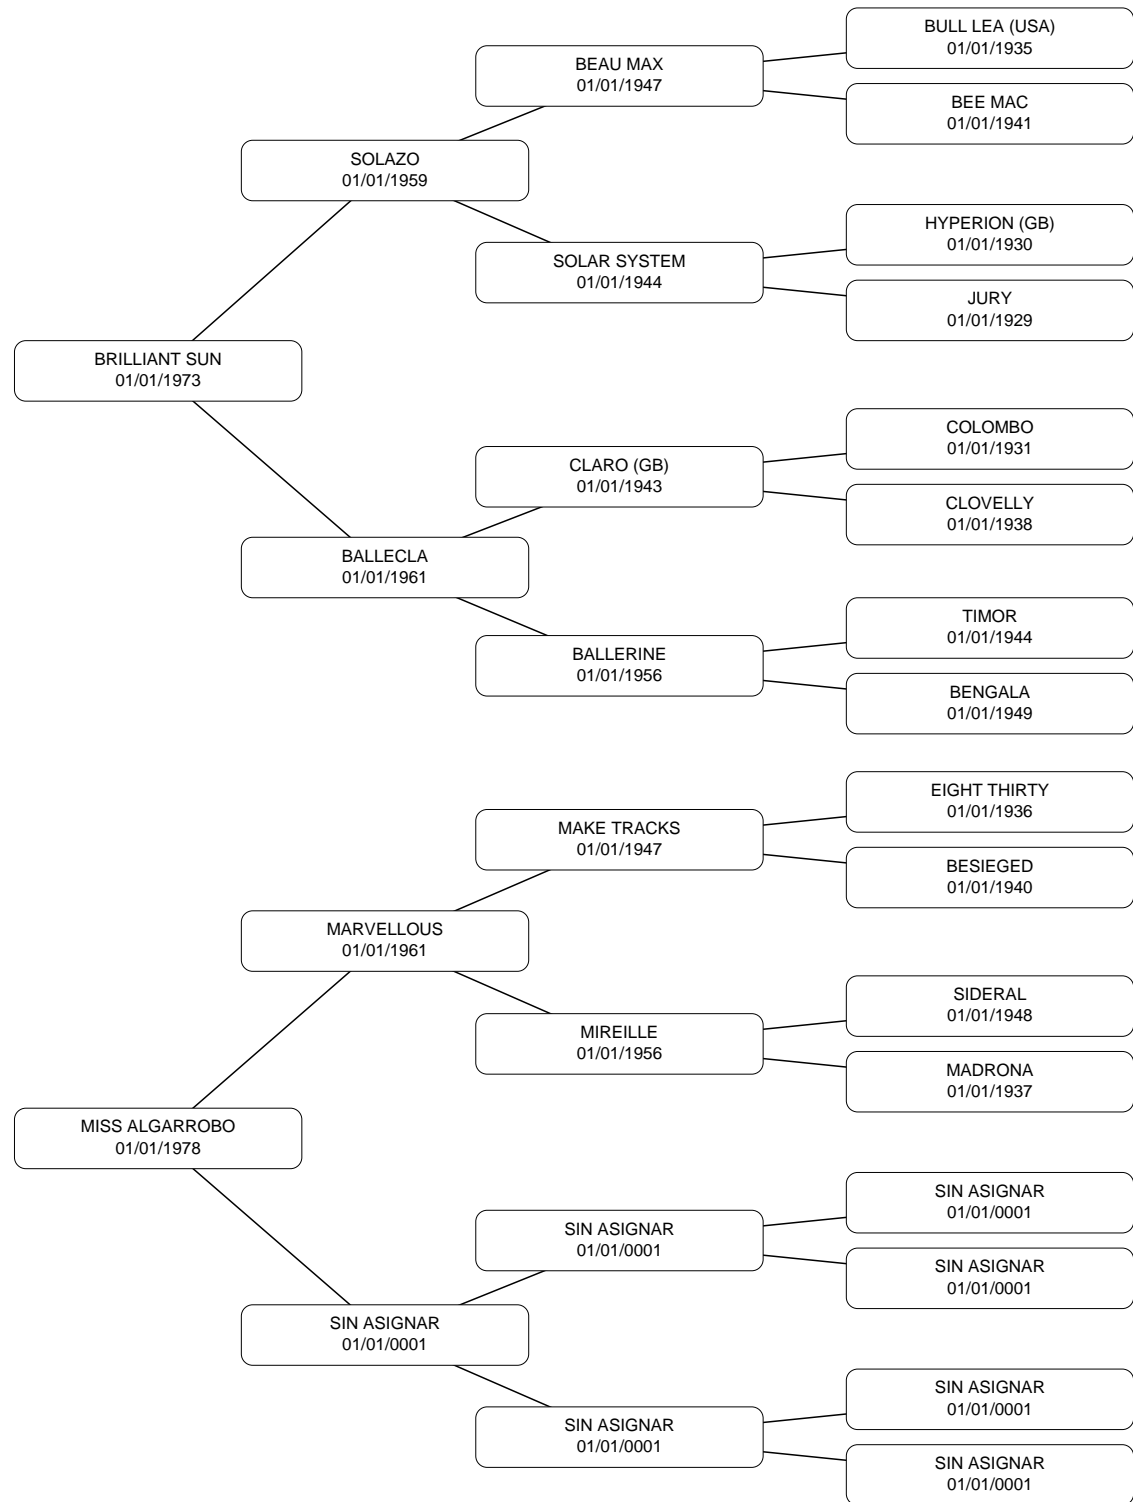 BULL LEA (USA)
01/01/1935
BEAU MAX
01/01/1947
BEE MAC
01/01/1941
SOLAZO
01/01/1959
HYPERION (GB)
01/01/1930
SOLAR SYSTEM
01/01/1944
JURY
01/01/1929
BRILLIANT SUN
01/01/1973
COLOMBO
01/01/1931
CLARO (GB)
01/01/1943
CLOVELLY
01/01/1938
BALLECLA
01/01/1961
TIMOR
01/01/1944
BALLERINE
01/01/1956
BENGALA
01/01/1949
EIGHT THIRTY
01/01/1936
MAKE TRACKS
01/01/1947
BESIEGED
01/01/1940
MARVELLOUS
01/01/1961
SIDERAL
01/01/1948
MIREILLE
01/01/1956
MADRONA
01/01/1937
MISS ALGARROBO
01/01/1978
SIN ASIGNAR
01/01/0001
SIN ASIGNAR
01/01/0001
SIN ASIGNAR
01/01/0001
SIN ASIGNAR
01/01/0001
SIN ASIGNAR
01/01/0001
SIN ASIGNAR
01/01/0001
SIN ASIGNAR
01/01/0001